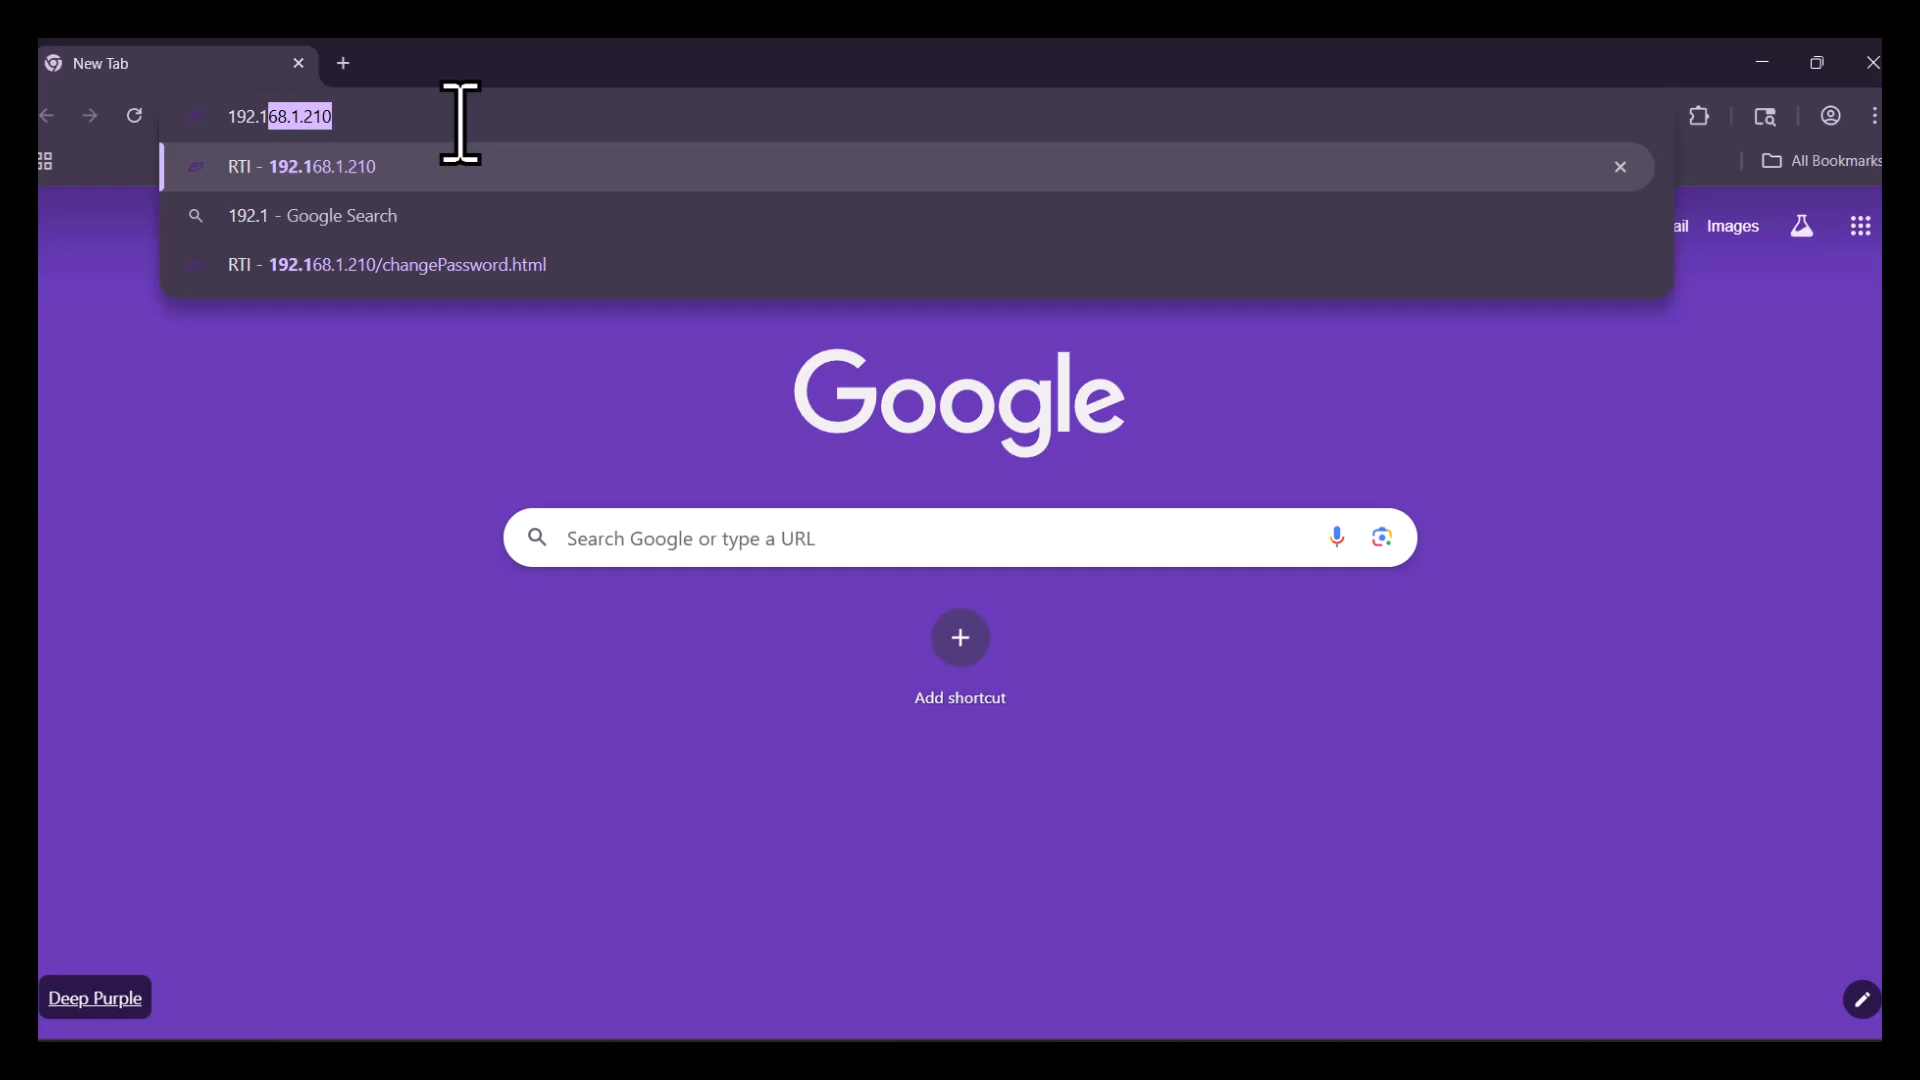 New Tab
192.168.1.210
RTI - 192.168.1.210
192.1 - Google Search
RTI - 192.168.1.210/changePassword.html
All Bookmarks
ail Images
Google
Search Google or type a URL
Add shortcut
Deep Purple